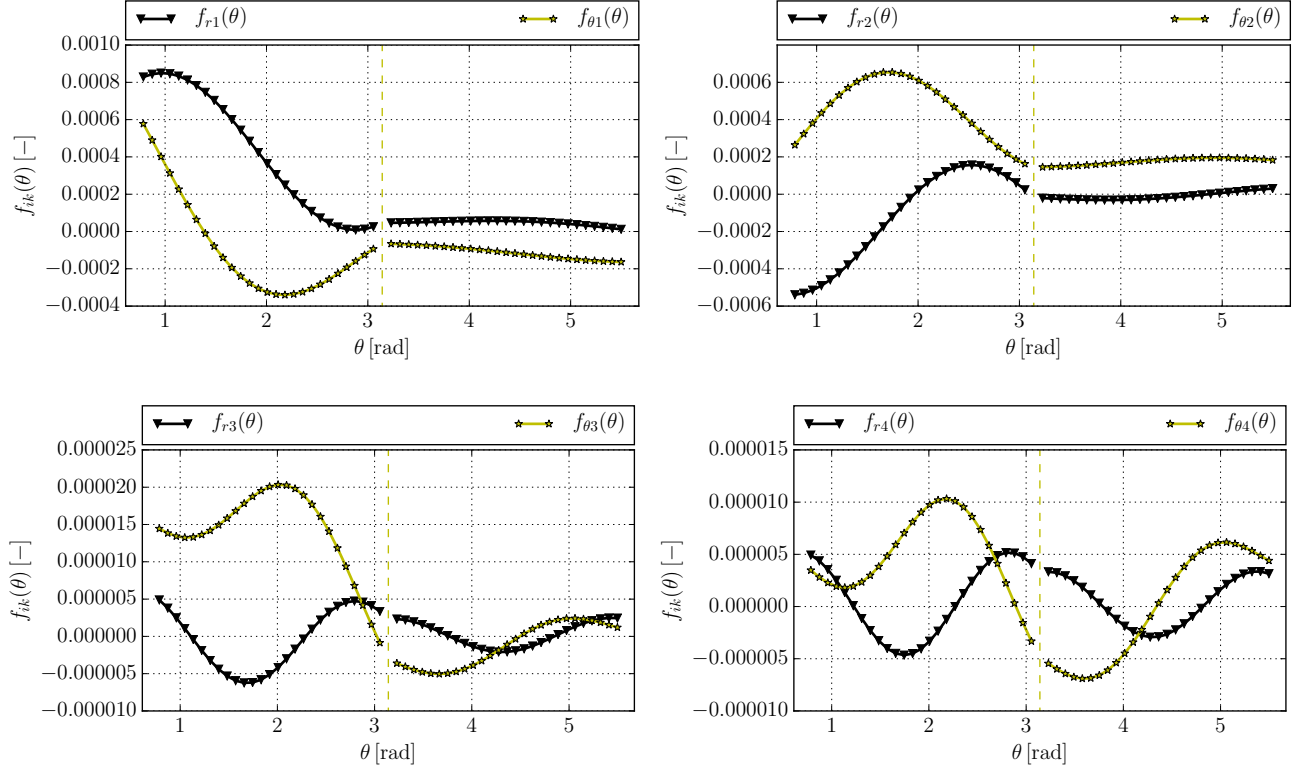 f_{r1}(θ) f_{θ1}(θ)
0.0010
0.0008
0.0006
0.0004
0.0002
0.0000
−0.0002
−0.0004
f_{ik}(θ) [−]
1 2 3 4 5
θ [rad]
f_{r2}(θ) f_{θ2}(θ)
0.0006
0.0004
0.0002
0.0000
−0.0002
−0.0004
−0.0006
f_{ik}(θ) [−]
1 2 3 4 5
θ [rad]
f_{r3}(θ) f_{θ3}(θ)
0.000025
0.000020
0.000015
0.000010
0.000005
0.000000
−0.000005
−0.000010
f_{ik}(θ) [−]
1 2 3 4 5
θ [rad]
f_{r4}(θ) f_{θ4}(θ)
0.000015
0.000010
0.000005
0.000000
−0.000005
−0.000010
f_{ik}(θ) [−]
1 2 3 4 5
θ [rad]